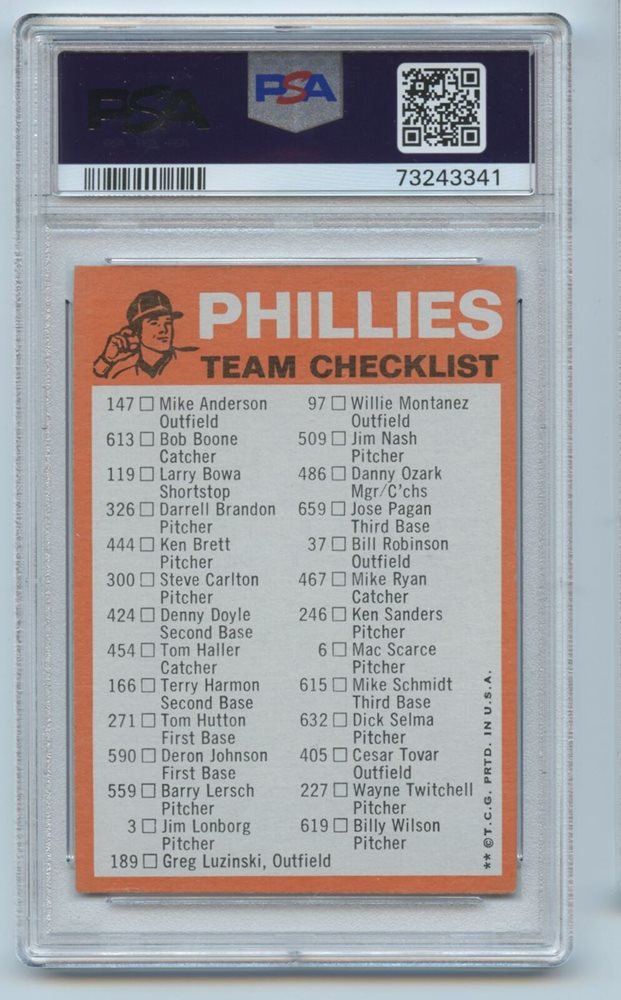 PSA
PSA
73243341
PHILLIES
TEAM CHECKLIST
147 □ Mike Anderson
Outfield
613 □ Bob Boone
Catcher
119 □ Larry Bowa
Shortstop
326 □ Darrell Brandon
Pitcher
444 □ Ken Brett
Pitcher
300 □ Steve Carlton
Pitcher
424 □ Denny Doyle
Second Base
454 □ Tom Haller
Catcher
166 □ Terry Harmon
Second Base
271 □ Tom Hutton
First Base
590 □ Deron Johnson
First Base
559 □ Barry Lersch
Pitcher
3 □ Jim Lonborg
Pitcher
189 □ Greg Luzinski, Outfield
97 □ Willie Montanez
Outfield
509 □ Jim Nash
Pitcher
486 □ Danny Ozark
Mgr/C'chs
659 □ Jose Pagan
Third Base
37 □ Bill Robinson
Outfield
467 □ Mike Ryan
Catcher
246 □ Ken Sanders
Pitcher
6 □ Mac Scarce
Pitcher
615 □ Mike Schmidt
Third Base
632 □ Dick Selma
Pitcher
405 □ Cesar Tovar
Outfield
227 □ Wayne Twitchell
Pitcher
619 □ Billy Wilson
Pitcher
** © T.C.G. PRTD. IN U.S.A.